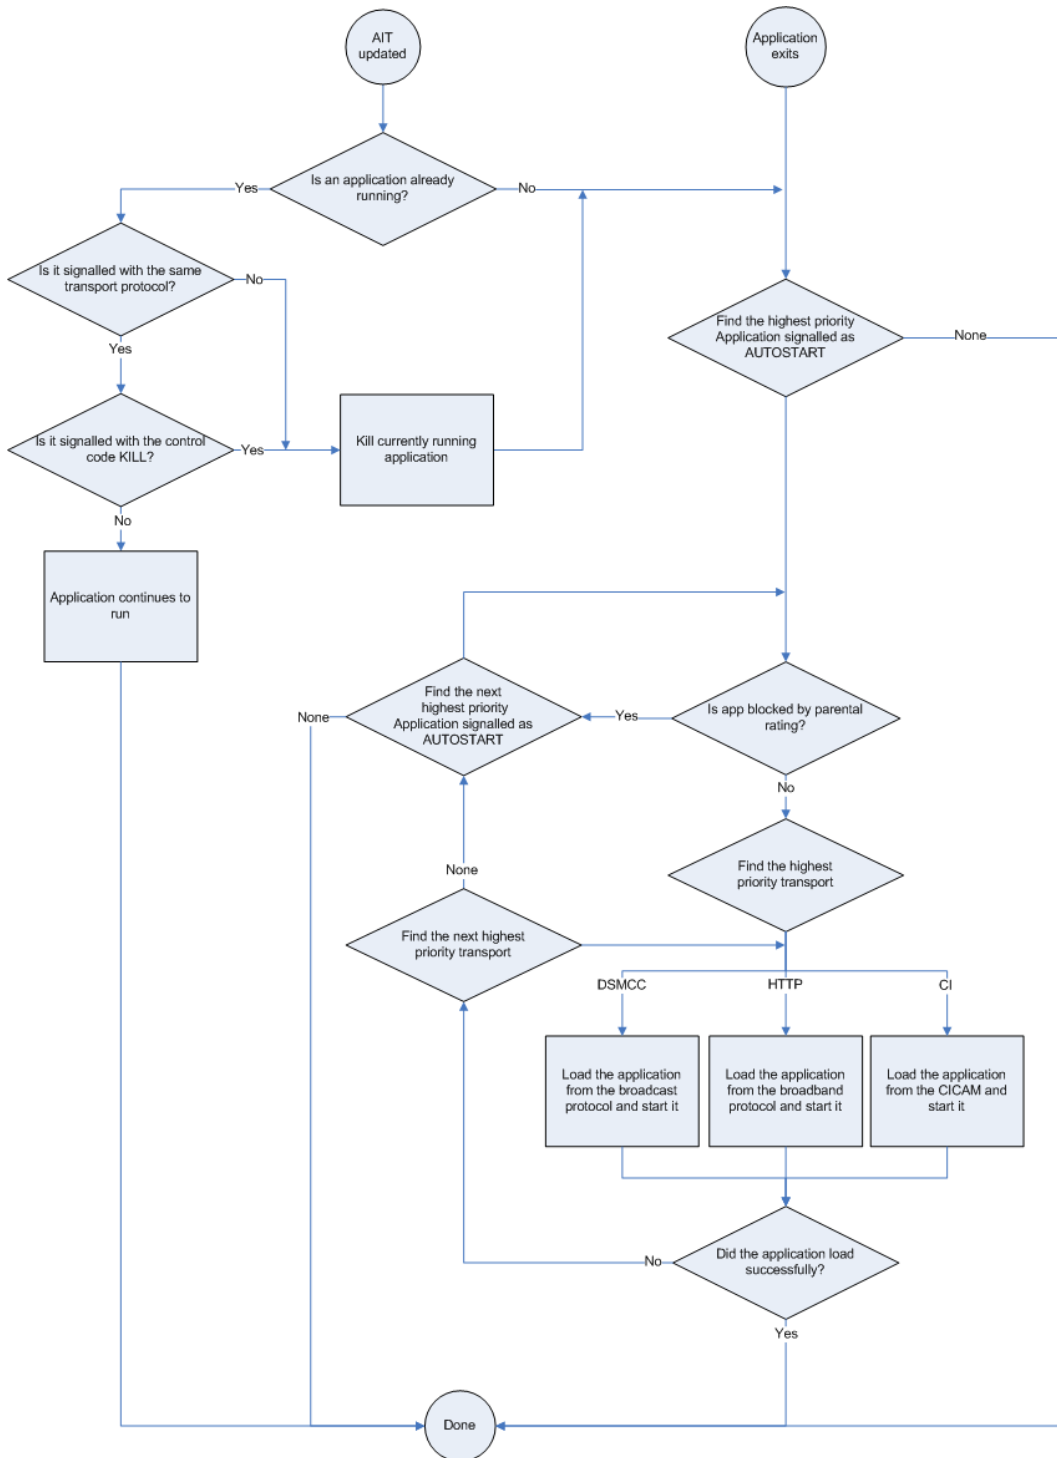 AIT
updated
Application
exits
Is an application already
running?
Yes
No
Is it signalled with the same
transport protocol?
No
Yes
Find the highest priority
Application signalled as
AUTOSTART
None
Is it signalled with the control
code KILL?
Yes
Kill currently running
application
No
Application continues to
run
Find the next
highest priority
Application signalled as
AUTOSTART
None
Yes
Is app blocked by parental
rating?
No
Find the highest
priority transport
None
Find the next highest
priority transport
DSMCC
HTTP
CI
Load the application
from the broadcast
protocol and start it
Load the application
from the broadband
protocol and start it
Load the application
from the CICAM and
start it
Did the application load
successfully?
No
Yes
Done